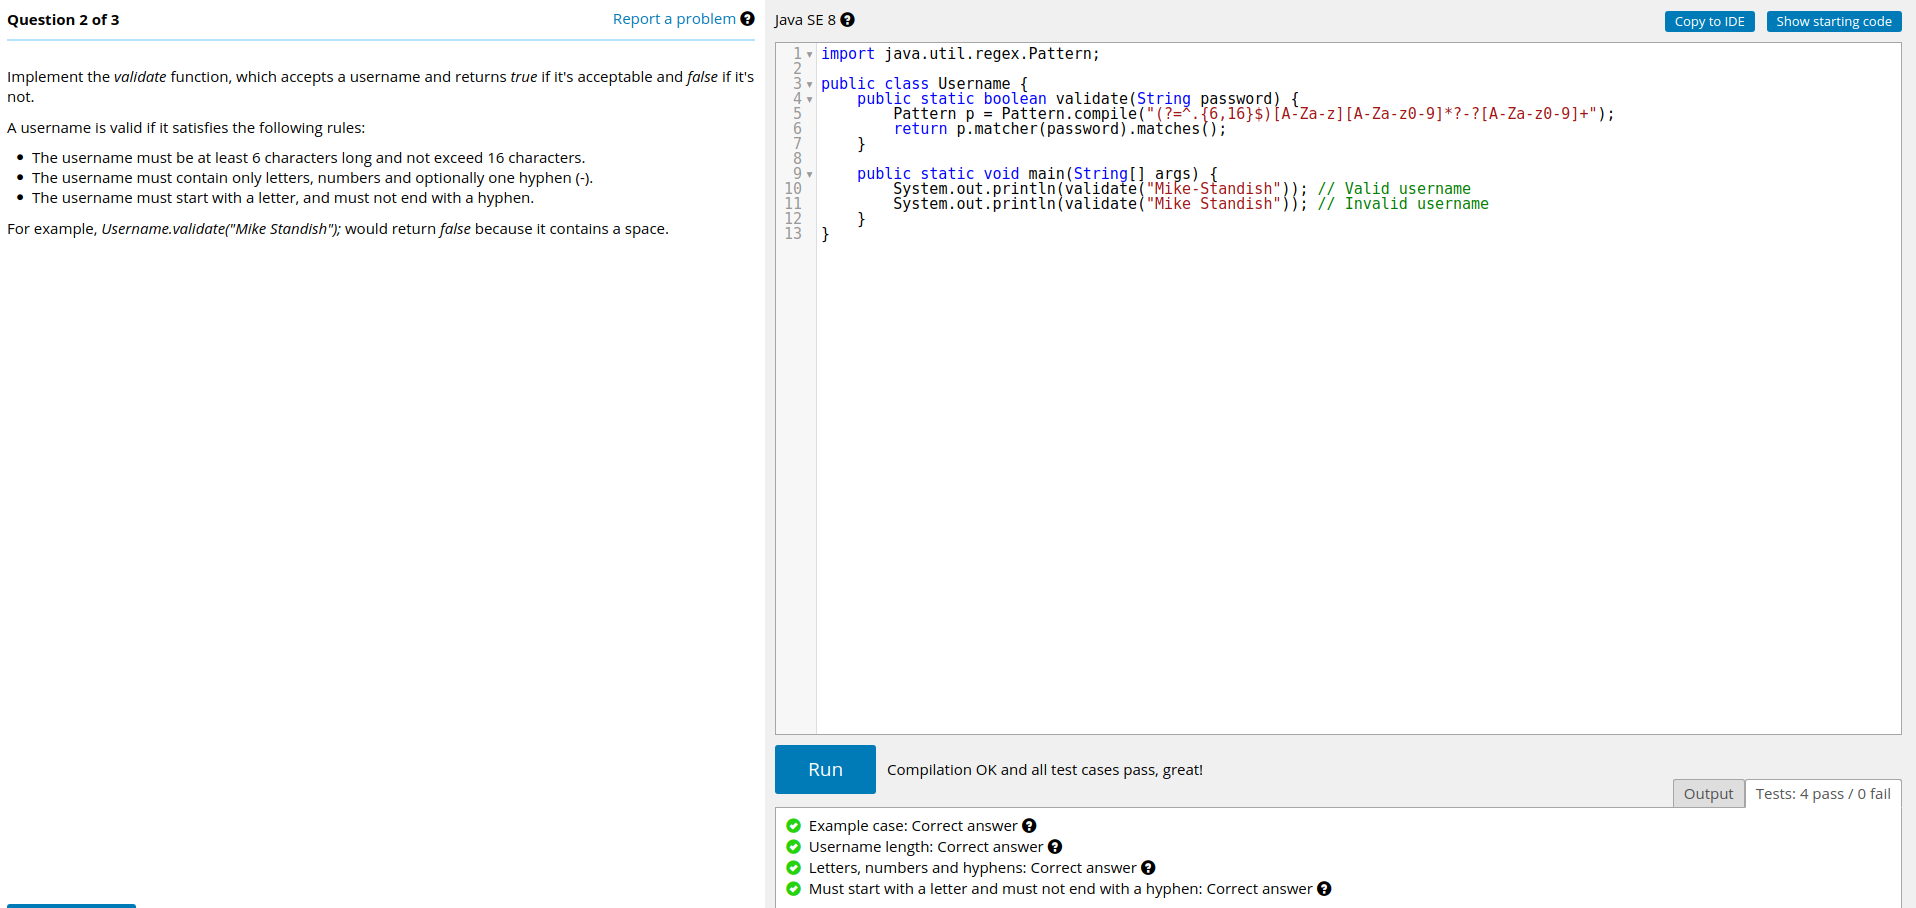 Question 2 of 3
Report a problem ?
Implement the validate function, which accepts a username and returns true if it's acceptable and false if it's
not.
A username is valid if it satisfies the following rules:
• The username must be at least 6 characters long and not exceed 16 characters.
• The username must contain only letters, numbers and optionally one hyphen (-).
• The username must start with a letter, and must not end with a hyphen.
For example, Username.validate("Mike Standish"); would return false because it contains a space.
Java SE 8 ?
Copy to IDE
Show starting code
1 import java.util.regex.Pattern;
2
3 public class Username {
4     public static boolean validate(String password) {
5         Pattern p = Pattern.compile("(?=^.{6,16}$)[A-Za-z][A-Za-z0-9]*?-?[A-Za-z0-9]+");
6         return p.matcher(password).matches();
7     }
8
9     public static void main(String[] args) {
10         System.out.println(validate("Mike-Standish")); // Valid username
11         System.out.println(validate("Mike Standish")); // Invalid username
12     }
13 }
Run
Compilation OK and all test cases pass, great!
Output
Tests: 4 pass / 0 fail
Example case: Correct answer ?
Username length: Correct answer ?
Letters, numbers and hyphens: Correct answer ?
Must start with a letter and must not end with a hyphen: Correct answer ?